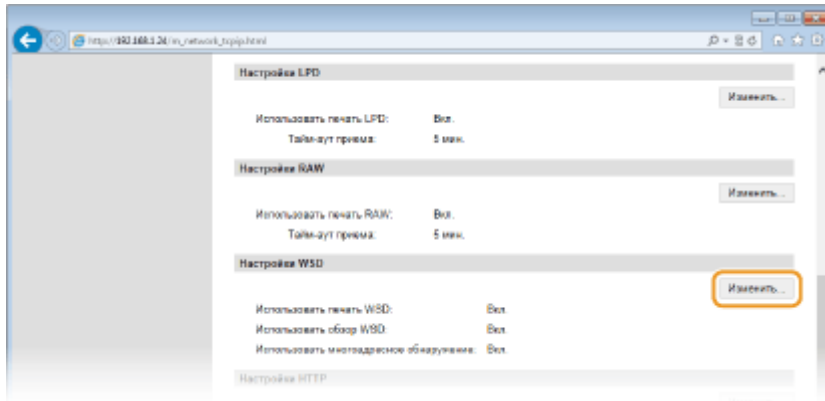 http://192.168.1.24/m_network_tcpip.html
Настройки LPD
Изменить...
Использовать печать LPD: Вкл.
Тайм-аут приема: 5 мин.
Настройки RAW
Изменить...
Использовать печать RAW: Вкл.
Тайм-аут приема: 5 мин.
Настройки WSD
Изменить...
Использовать печать WSD: Вкл.
Использовать обзор WSD: Вкл.
Использовать многоадресное обнаружение: Вкл.
Настройки HTTP